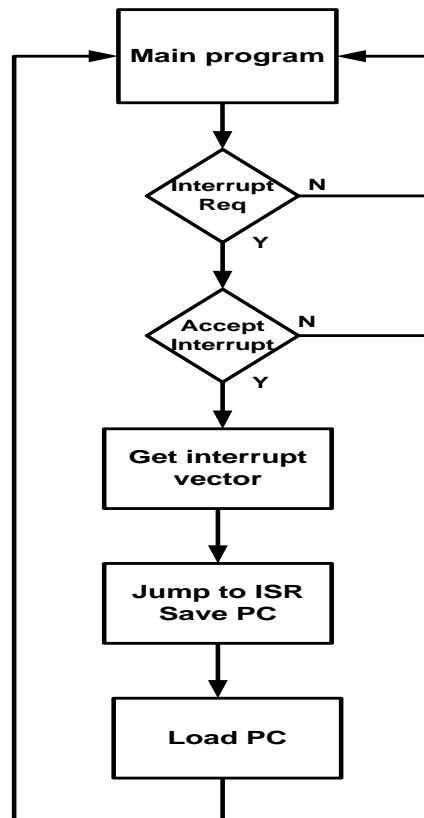 Main program
Interrupt
Req
N
Y
Accept
Interrupt
N
Y
Get interrupt
vector
Jump to ISR
Save PC
Load PC